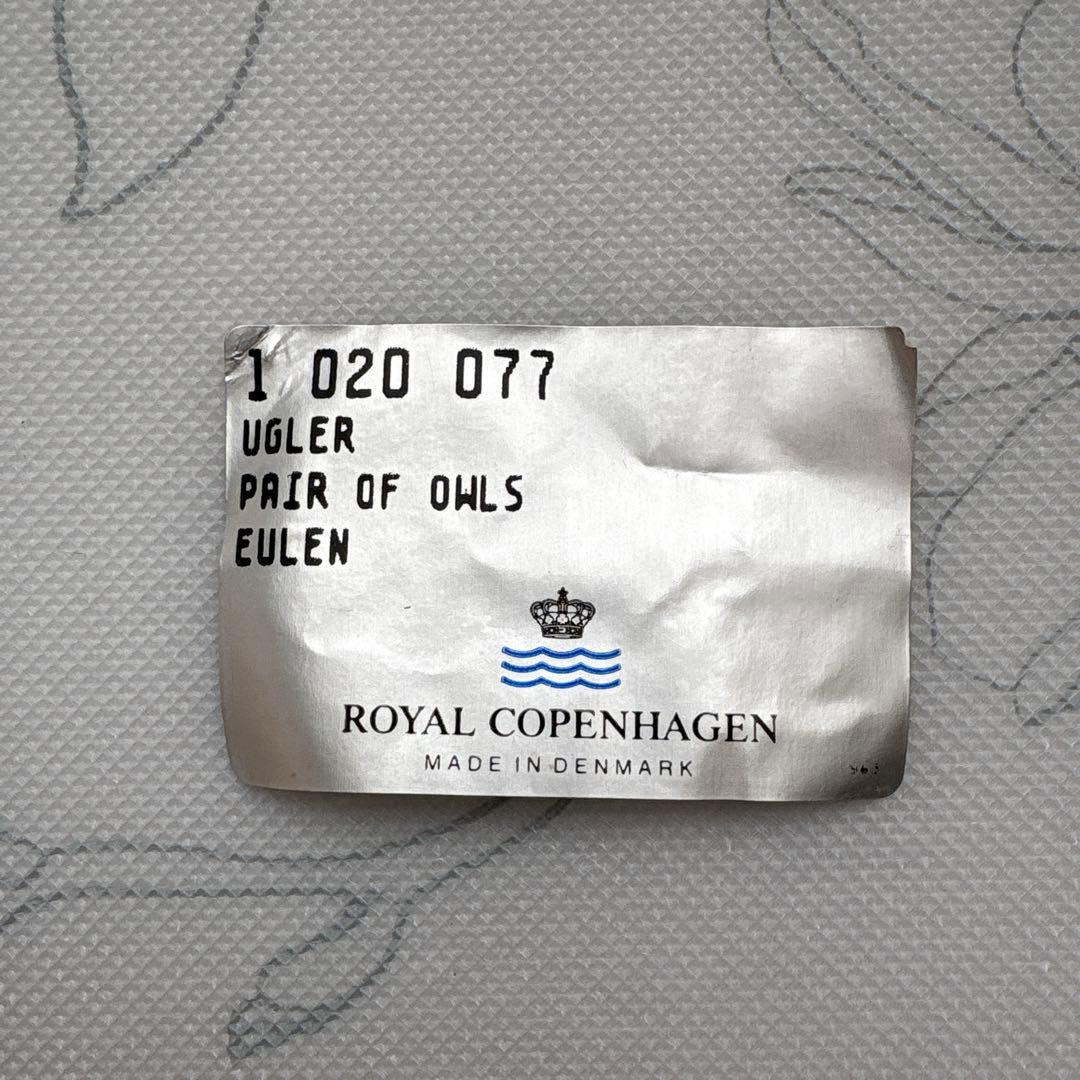 1 020 077
UGLER
PAIR OF OWLS
EULEN
ROYAL COPENHAGEN
MADE IN DENMARK